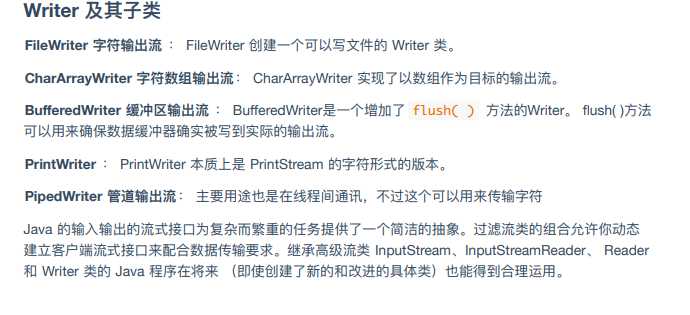 Writer 及其子类
FileWriter 字符输出流 ： FileWriter 创建一个可以写文件的 Writer 类。
CharArrayWriter 字符数组输出流： CharArrayWriter 实现了以数组作为目标的输出流。
BufferedWriter 缓冲区输出流 ： BufferedWriter是一个增加了 flush( ) 方法的Writer。 flush( )方法
可以用来确保数据缓冲器确实被写到实际的输出流。
PrintWriter ： PrintWriter 本质上是 PrintStream 的字符形式的版本。
PipedWriter 管道输出流： 主要用途也是在线程间通讯，不过这个可以用来传输字符
Java 的输入输出的流式接口为复杂而繁重的任务提供了一个简洁的抽象。过滤流类的组合允许你动态
建立客户端流式接口来配合数据传输要求。继承高级流类 InputStream、InputStreamReader、 Reader
和 Writer 类的 Java 程序在将来 （即使创建了新的和改进的具体类）也能得到合理运用。